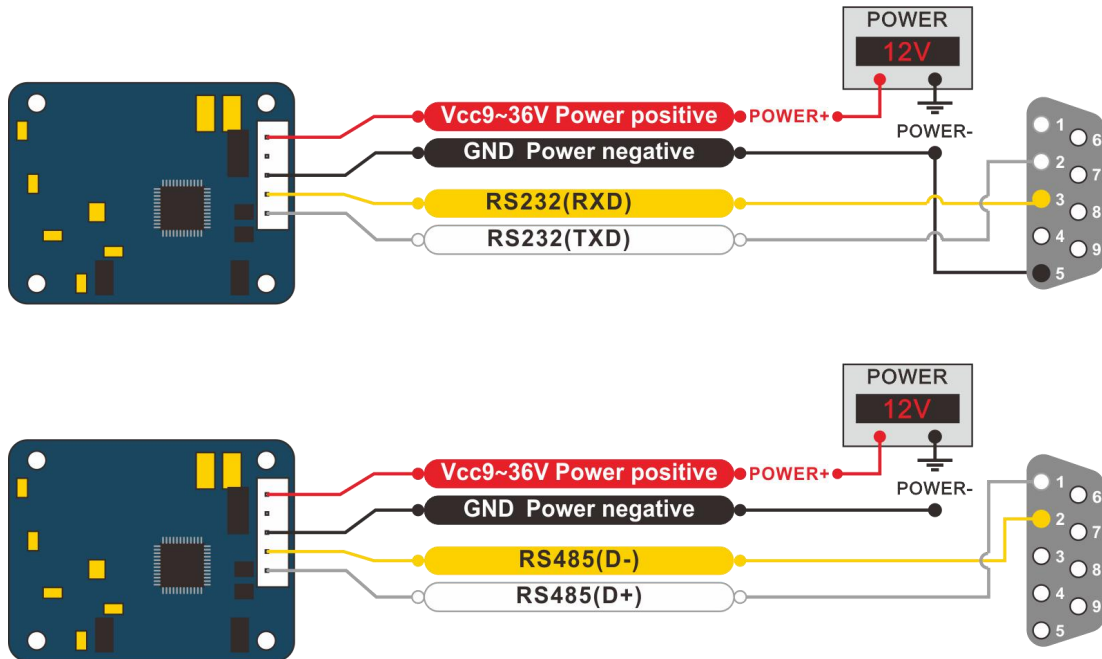 POWER
12V
Vcc9~36V Power positive
POWER+
POWER-
GND Power negative
RS232(RXD)
RS232(TXD)
1
6
2
7
3
8
4
9
5
POWER
12V
Vcc9~36V Power positive
POWER+
POWER-
GND Power negative
RS485(D-)
RS485(D+)
1
6
2
7
3
8
4
9
5